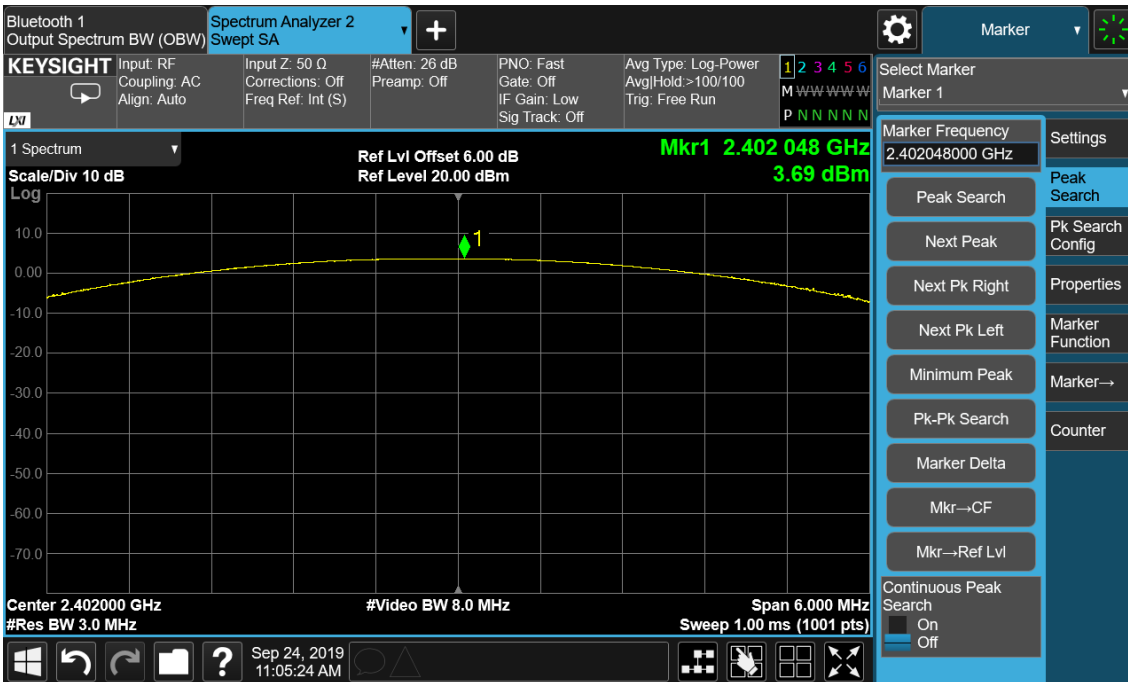 Bluetooth 1
Output Spectrum BW (OBW)
Spectrum Analyzer 2
Swept SA
Marker
KEYSIGHT
LXI
Input: RF
Coupling: AC
Align: Auto
Input Z: 50 Ω
Corrections: Off
Freq Ref: Int (S)
#Atten: 26 dB
Preamp: Off
PNO: Fast
Gate: Off
IF Gain: Low
Sig Track: Off
Avg Type: Log-Power
Avg|Hold:>100/100
Trig: Free Run
1 2 3 4 5 6
M W W W W W
P N N N N N
Select Marker
Marker 1
1 Spectrum
Scale/Div 10 dB
Ref Lvl Offset 6.00 dB
Ref Level 20.00 dBm
Mkr1 2.402 048 GHz
3.69 dBm
Log
10.0
0.00
-10.0
-20.0
-30.0
-40.0
-50.0
-60.0
-70.0
1
Center 2.402000 GHz
#Res BW 3.0 MHz
#Video BW 8.0 MHz
Span 6.000 MHz
Sweep 1.00 ms (1001 pts)
Marker Frequency
2.402048000 GHz
Peak Search
Next Peak
Next Pk Right
Next Pk Left
Minimum Peak
Pk-Pk Search
Marker Delta
Mkr→CF
Mkr→Ref Lvl
Continuous Peak
Search
On
Off
Settings
Peak
Search
Pk Search
Config
Properties
Marker
Function
Marker→
Counter
?
Sep 24, 2019
11:05:24 AM